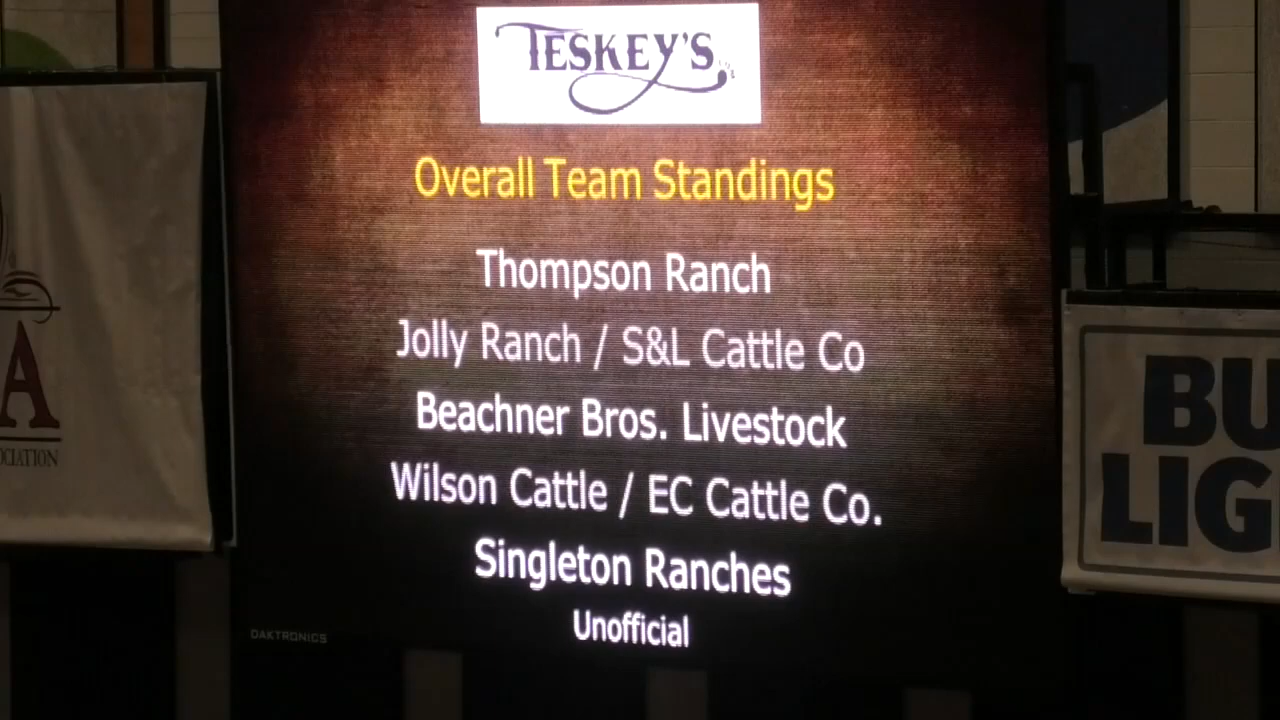 TESKEY'S
Overall Team Standings
Thompson Ranch
Jolly Ranch / S&L Cattle Co
Beachner Bros. Livestock
Wilson Cattle / EC Cattle Co.
Singleton Ranches
Unofficial
DAKTRONICS
A
OCIATION
BU
LIG